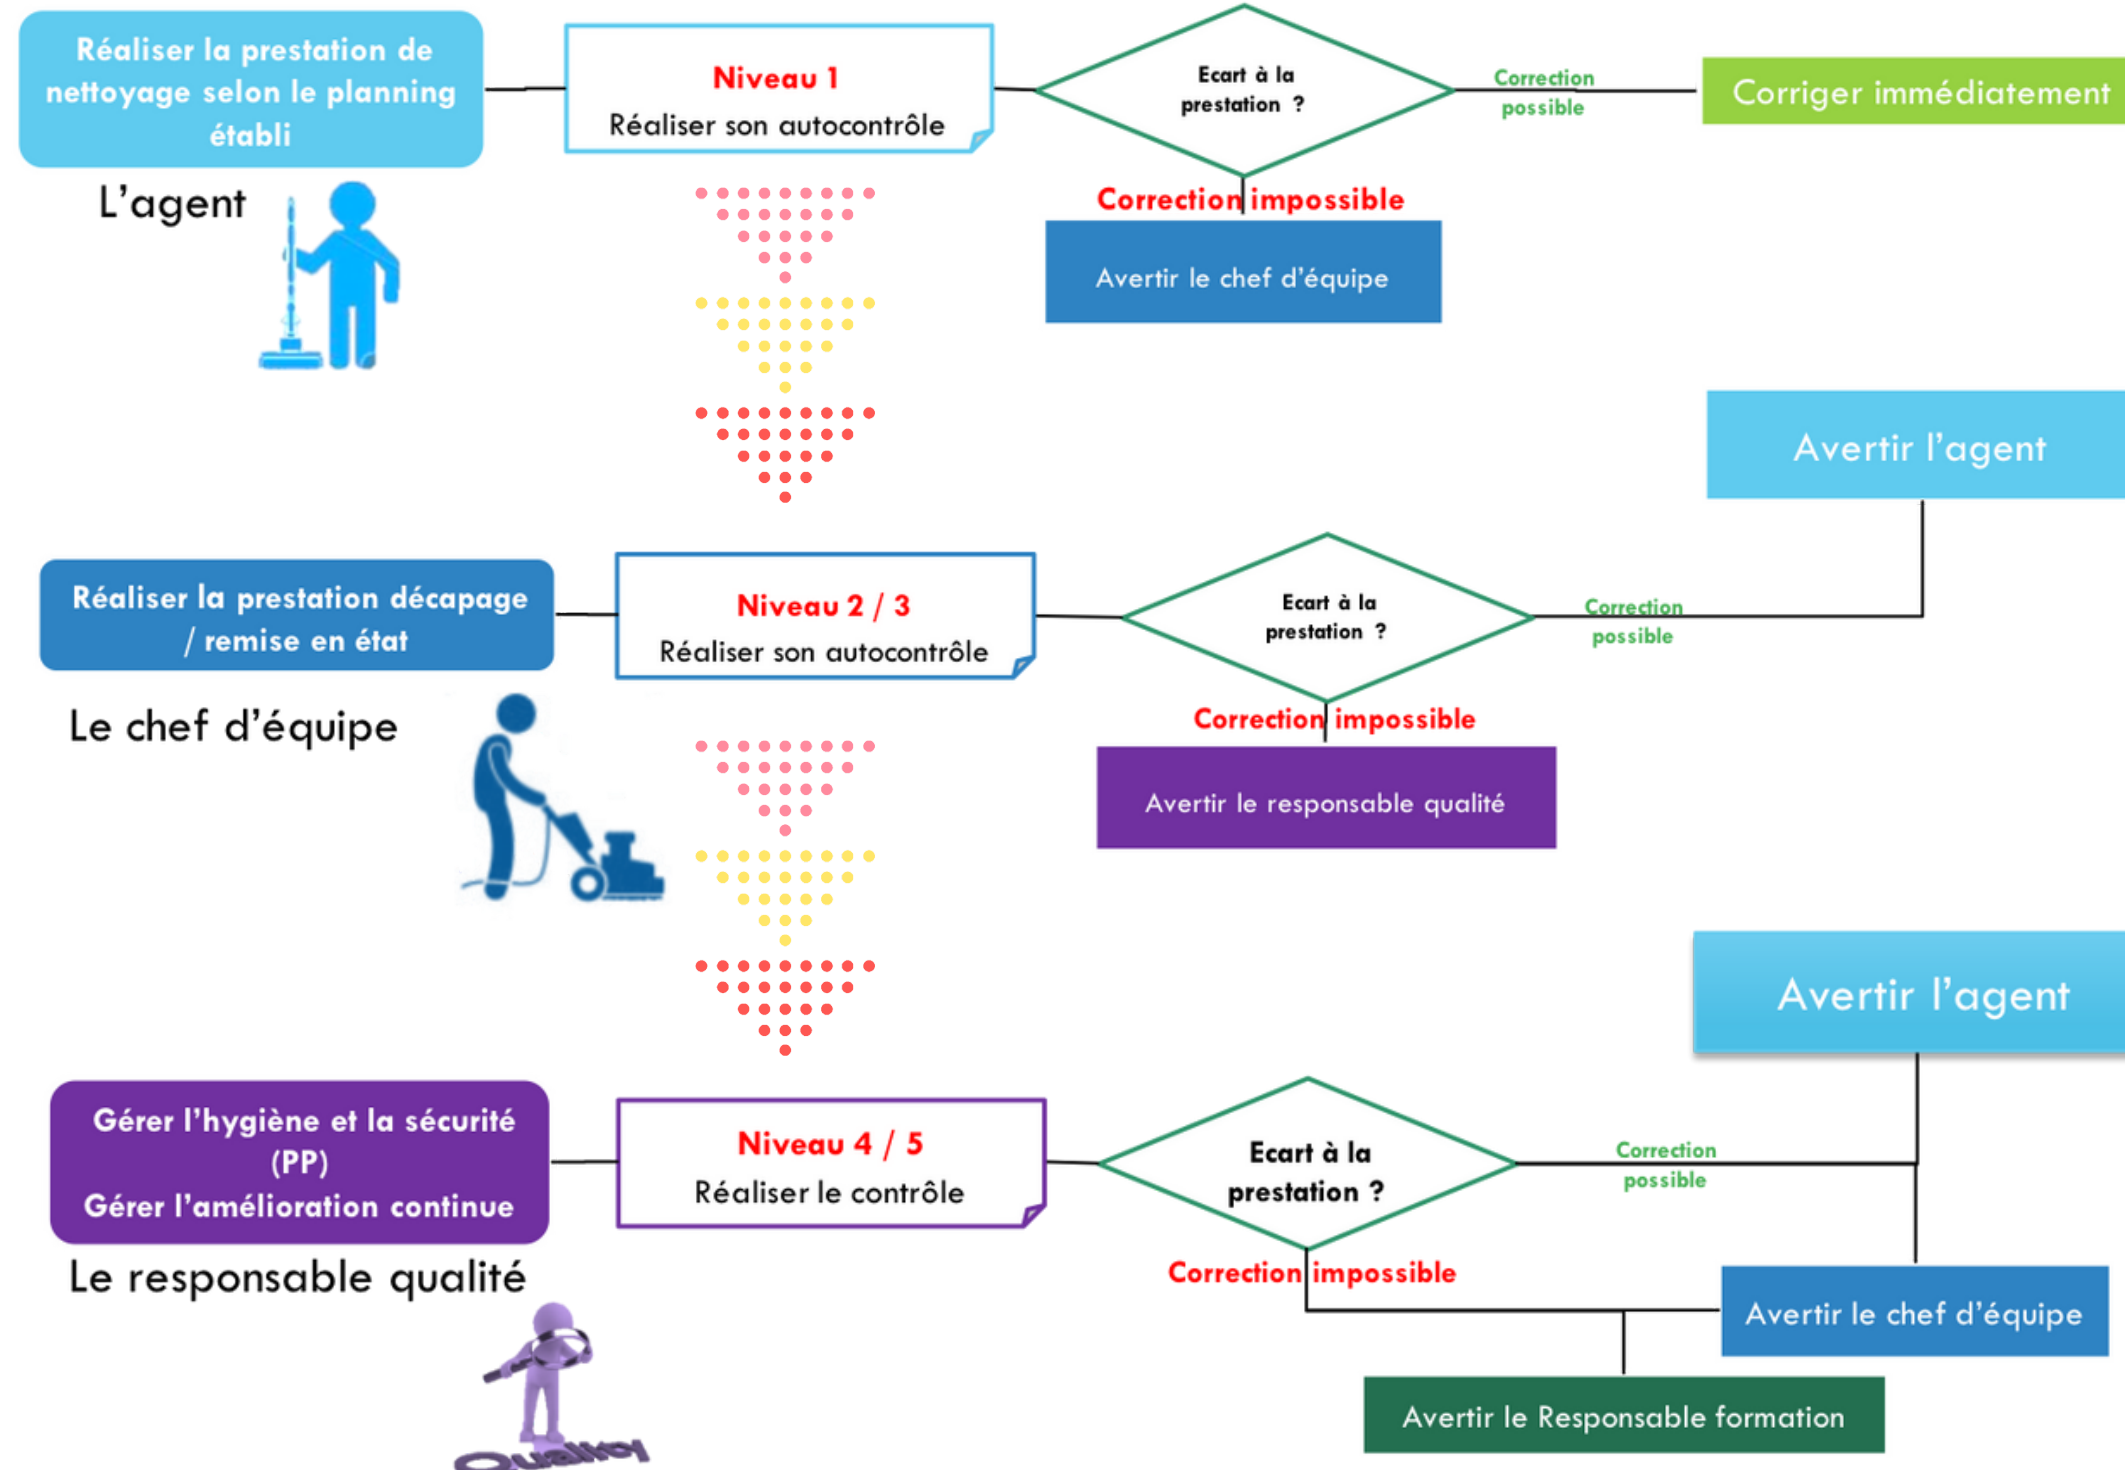 Réaliser la prestation de
nettoyage selon le planning
établi
Niveau 1
Réaliser son autocontrôle
Ecart à la
prestation ?
Correction
possible
Corriger immédiatement
L'agent
Correction impossible
Avertir le chef d'équipe
Avertir l'agent
Réaliser la prestation décapage
/ remise en état
Niveau 2 / 3
Réaliser son autocontrôle
Ecart à la
prestation ?
Correction
possible
Le chef d'équipe
Correction impossible
Avertir le responsable qualité
Avertir l'agent
Gérer l'hygiène et la sécurité
(PP)
Gérer l'amélioration continue
Niveau 4 / 5
Réaliser le contrôle
Ecart à la
prestation ?
Correction
possible
Le responsable qualité
Correction impossible
Avertir le chef d'équipe
Avertir le Responsable formation
Quality